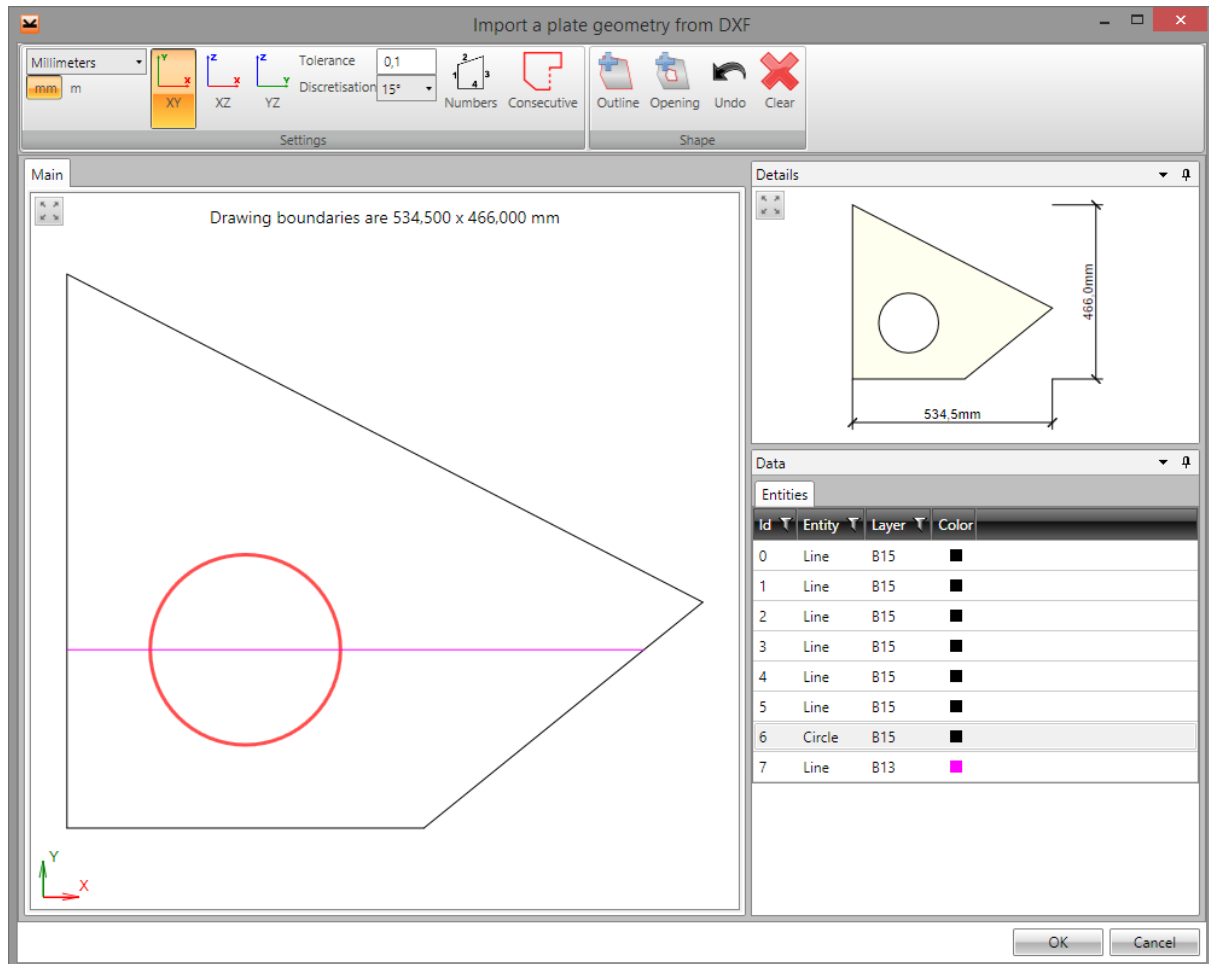 Import a plate geometry from DXF
Millimeters
mm m
Y X XY
Z X XZ
Z Y YZ
Tolerance 0,1
Discretisation 15°
1 2 3 4 Numbers
Consecutive
Settings
Outline Opening Undo Clear
Shape
Main
Drawing boundaries are 534,500 x 466,000 mm
Y
X
Details
466,0mm
534,5mm
Data
Entities
Id Entity Layer Color
0 Line B15
1 Line B15
2 Line B15
3 Line B15
4 Line B15
5 Line B15
6 Circle B15
7 Line B13
OK Cancel